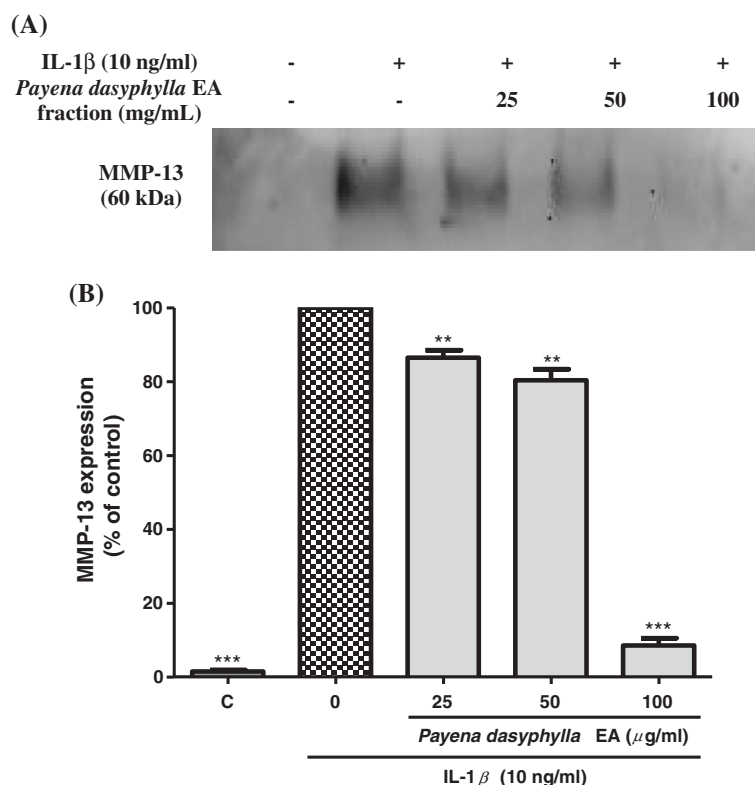 (A)
IL-1β (10 ng/ml) - + + + +
Payena dasyphylla EA
fraction (mg/mL) - - 25 50 100
MMP-13
(60 kDa)
(B)
MMP-13 expression
(% of control)
100
80
60
40
20
0
***
**
**
***
C 0 25 50 100
Payena dasyphylla EA (μg/ml)
IL-1β (10 ng/ml)